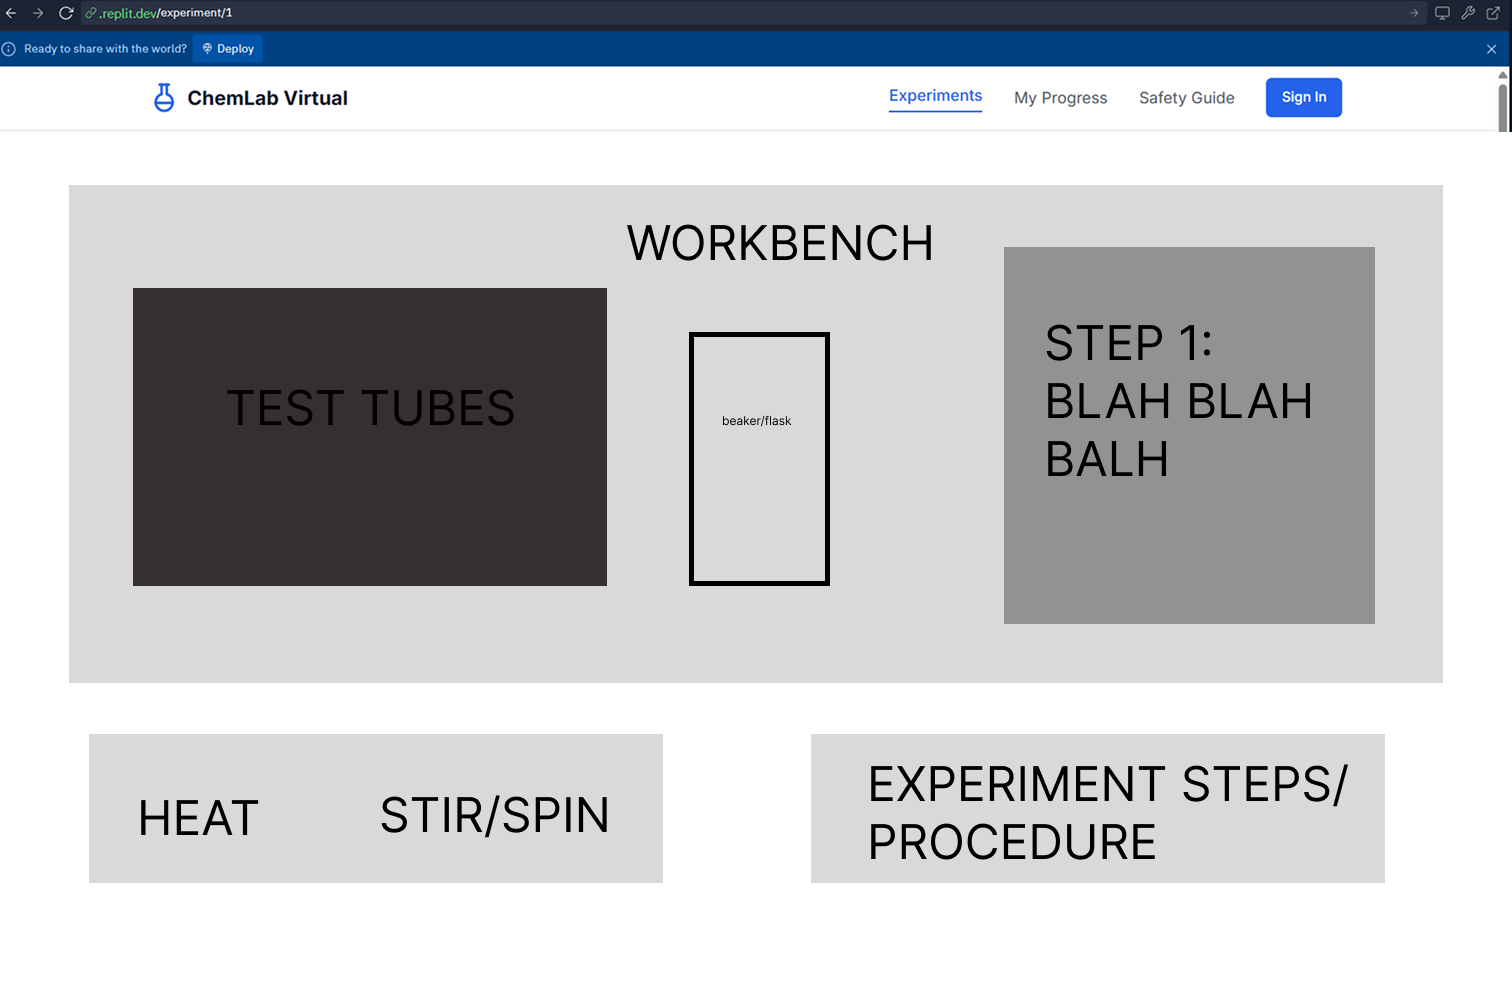 .replit.dev/experiment/1
Ready to share with the world? Deploy
ChemLab Virtual
Experiments My Progress Safety Guide Sign In
WORKBENCH
TEST TUBES
beaker/flask
STEP 1:
BLAH BLAH
BALH
HEAT STIR/SPIN
EXPERIMENT STEPS/
PROCEDURE